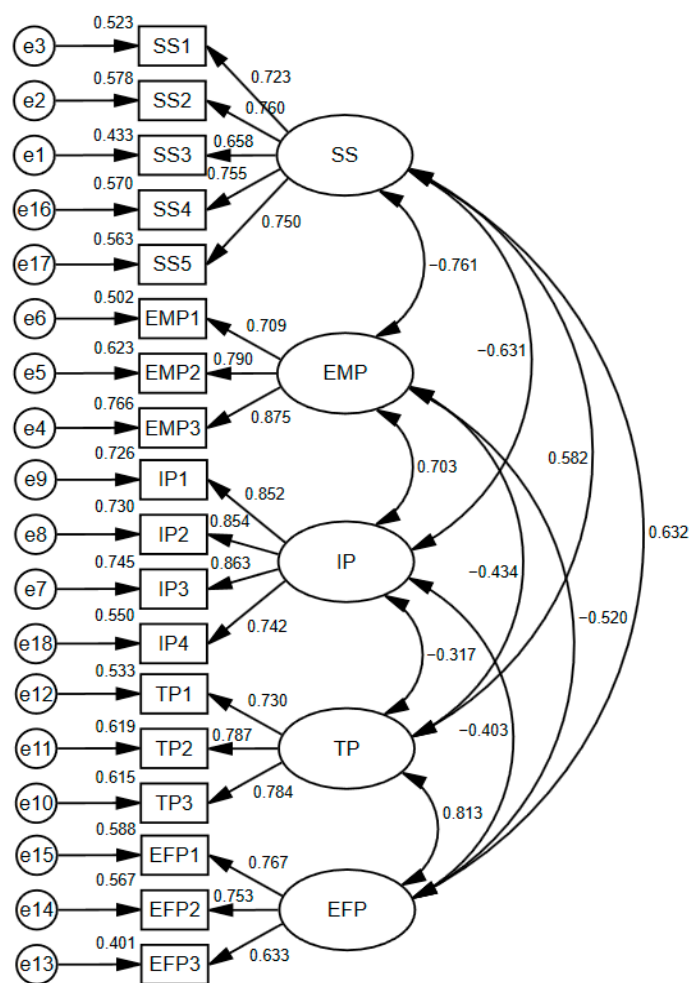 0.523
e3
SS1
0.723
0.578
e2
SS2
0.760
0.433
e1
SS3
0.658
SS
0.755
0.570
e16
SS4
0.750
0.563
e17
SS5
−0.761
0.502
e6
EMP1
0.709
−0.631
0.623
e5
EMP2
0.790
EMP
0.766
e4
EMP3
0.875
0.726
e9
IP1
0.852
0.703
0.582
0.730
e8
IP2
0.854
0.632
IP
0.745
e7
IP3
0.863
−0.434
0.550
e18
IP4
0.742
−0.520
0.533
e12
TP1
0.730
−0.317
0.619
e11
TP2
0.787
TP
−0.403
0.615
e10
TP3
0.784
0.813
0.588
e15
EFP1
0.767
0.567
e14
EFP2
0.753
EFP
0.401
e13
EFP3
0.633